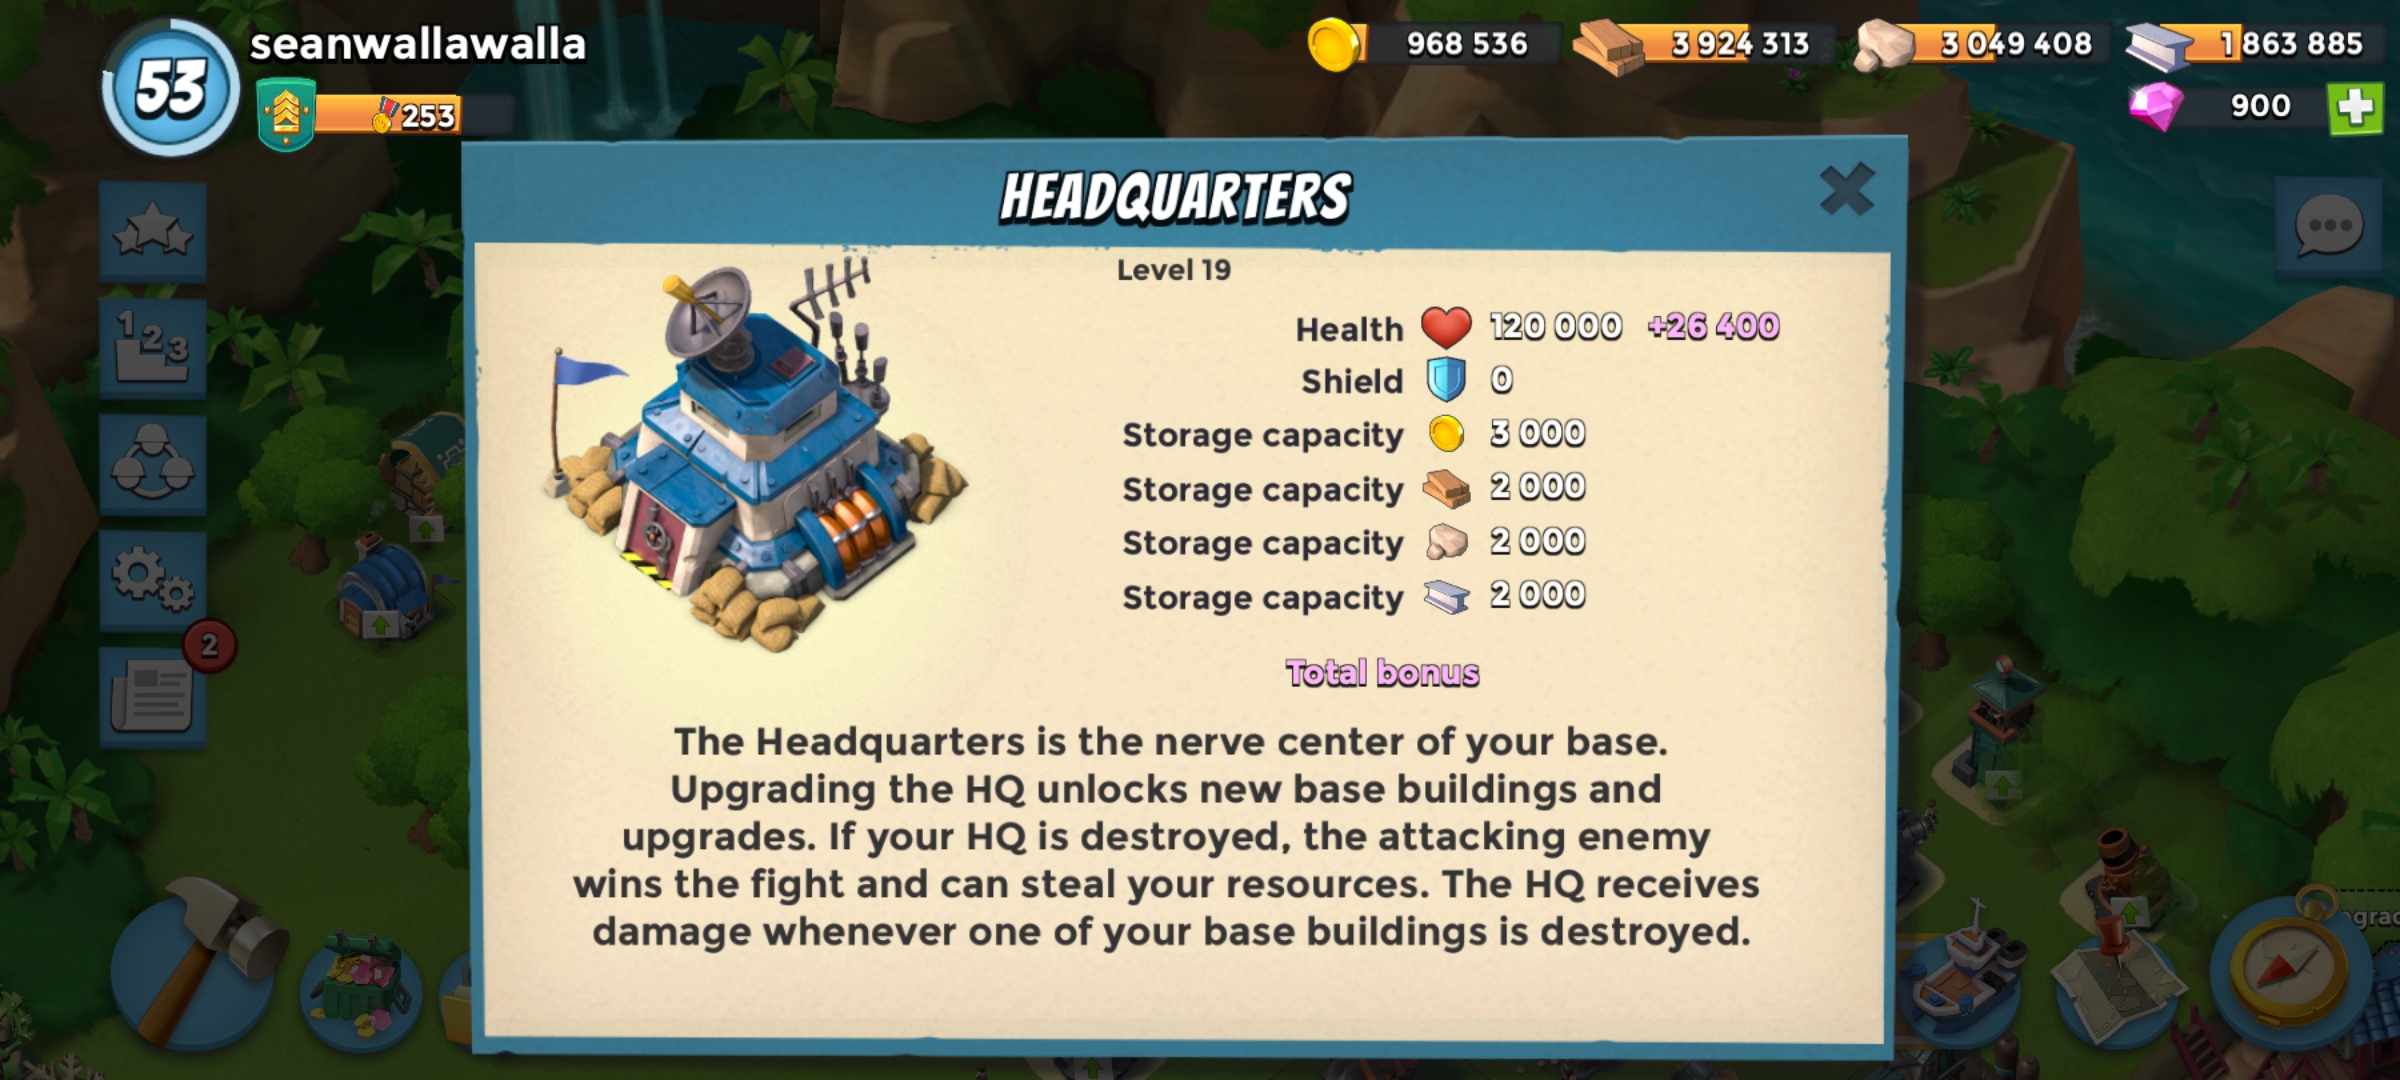 53
seanwallawalla
253
968 536
3 924 313
3 049 408
1 863 885
900
HEADQUARTERS
Level 19
Health 120 000 +26 400
Shield 0
Storage capacity 3 000
Storage capacity 2 000
Storage capacity 2 000
Storage capacity 2 000
Total bonus
The Headquarters is the nerve center of your base.
Upgrading the HQ unlocks new base buildings and
upgrades. If your HQ is destroyed, the attacking enemy
wins the fight and can steal your resources. The HQ receives
damage whenever one of your base buildings is destroyed.
1 2 3
2